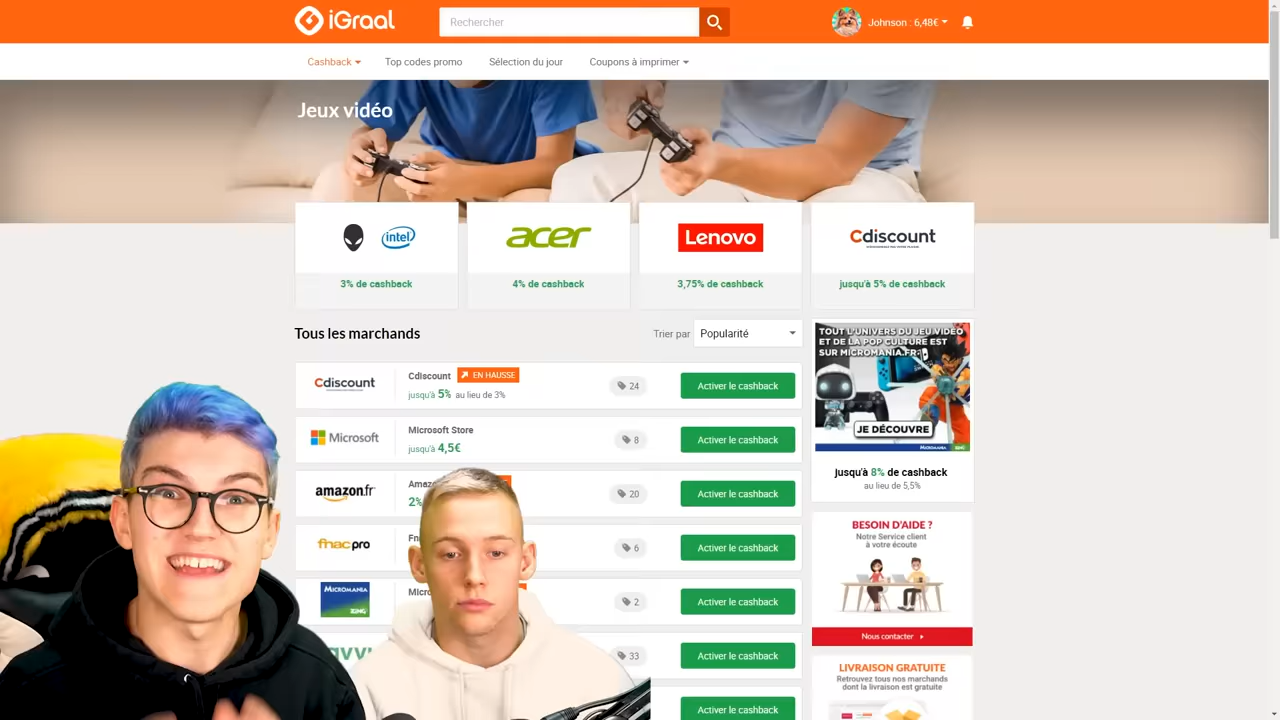 iGraal
Rechercher
Johnson : 6,48€
Cashback
Top codes promo
Sélection du jour
Coupons à imprimer
Jeux vidéo
intel
acer
Lenovo
Cdiscount
3% de cashback
4% de cashback
3,75% de cashback
jusqu'à 5% de cashback
Tous les marchands
Trier par
Popularité
Cdiscount
Cdiscount
EN HAUSSE
jusqu'à 5% au lieu de 3%
24
Activer le cashback
Microsoft
Microsoft Store
jusqu'à 4,5€
8
Activer le cashback
amazon.fr
2%
20
Activer le cashback
fnac pro
6
Activer le cashback
MICROMANIA
ZING
2
Activer le cashback
33
Activer le cashback
Activer le cashback
TOUT L'UNIVERS DU JEU VIDÉO
ET DE LA POP CULTURE EST
SUR MICROMANIA.FR
JE DÉCOUVRE
MICROMANIA
ZING
jusqu'à 8% de cashback
au lieu de 5,5%
BESOIN D'AIDE ?
Notre Service client
à votre écoute
Nous contacter
LIVRAISON GRATUITE
Retrouvez tous nos marchands
dont la livraison est gratuite